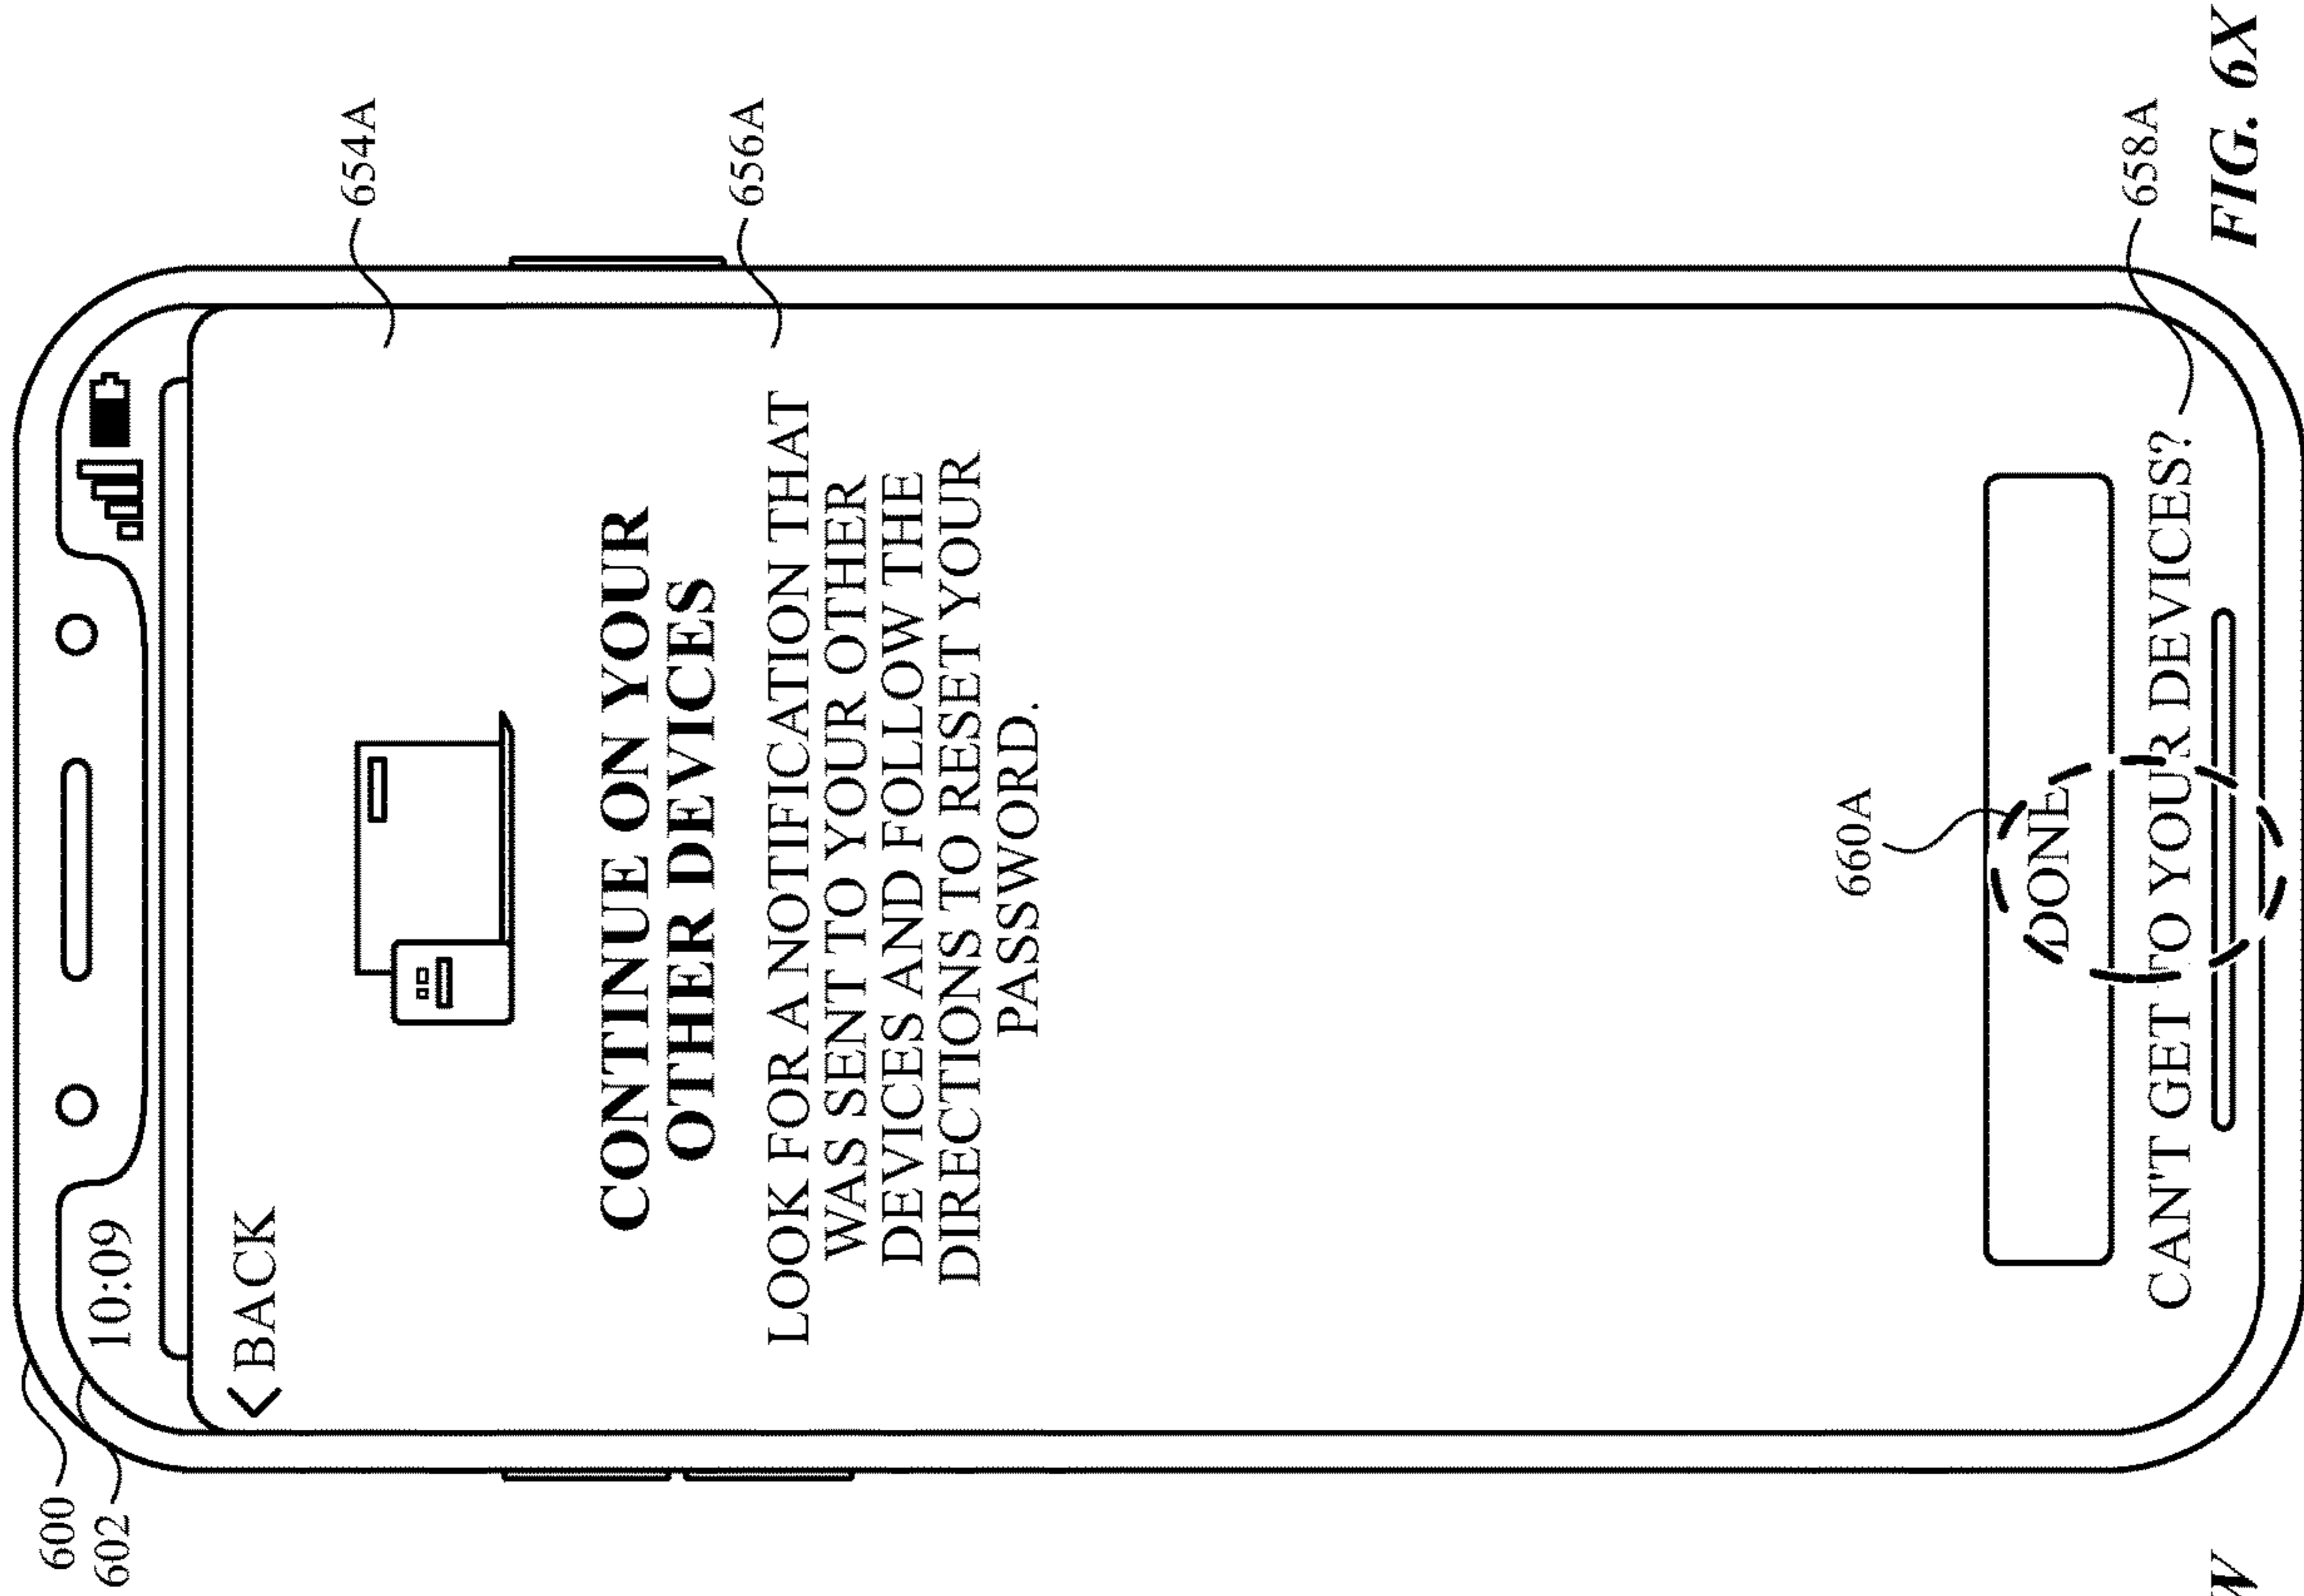 600
602
10:09
< BACK
654A
CONTINUE ON YOUR
OTHER DEVICES
656A
LOOK FOR A NOTIFICATION THAT
WAS SENT TO YOUR OTHER
DEVICES AND FOLLOW THE
DIRECTIONS TO RESET YOUR
PASSWORD.
660A
DONE
CAN'T GET TO YOUR DEVICES?
658A
W
FIG. 6X